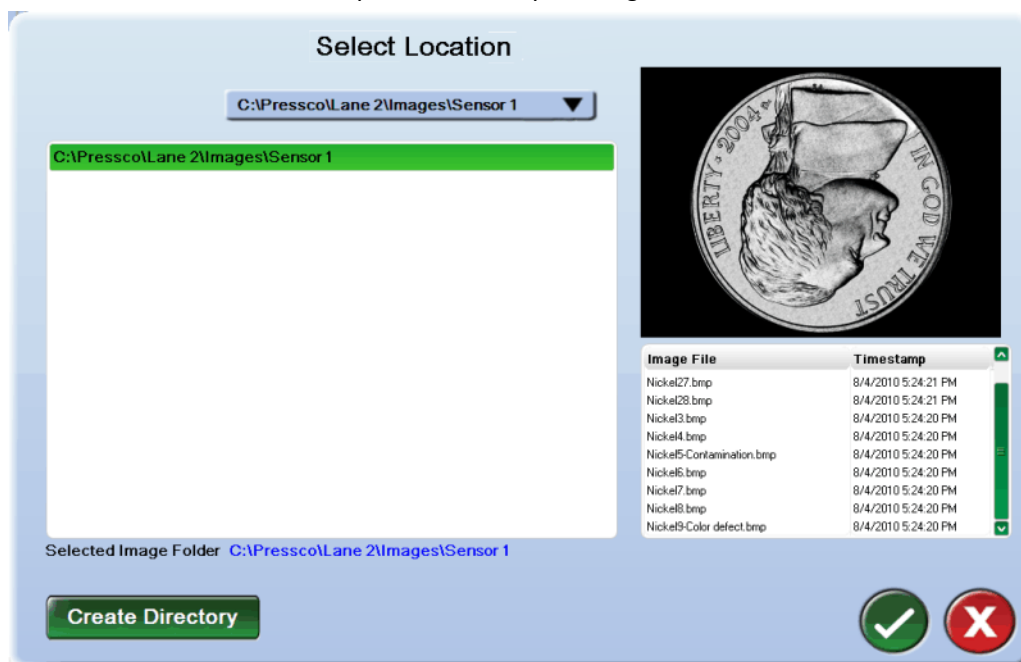 Select Location
C:\Pressco\Lane 2\Images\Sensor 1
C:\Pressco\Lane 2\Images\Sensor 1
LIBERTY · 2004
IN GOD WE TRUST
Image File Timestamp
Nickel27.bmp 8/4/2010 5:24:21 PM
Nickel28.bmp 8/4/2010 5:24:21 PM
Nickel3.bmp 8/4/2010 5:24:20 PM
Nickel4.bmp 8/4/2010 5:24:20 PM
Nickel5-Contamination.bmp 8/4/2010 5:24:20 PM
Nickel6.bmp 8/4/2010 5:24:20 PM
Nickel7.bmp 8/4/2010 5:24:20 PM
Nickel8.bmp 8/4/2010 5:24:20 PM
Nickel9-Color defect.bmp 8/4/2010 5:24:20 PM
Selected Image Folder C:\Pressco\Lane 2\Images\Sensor 1
Create Directory